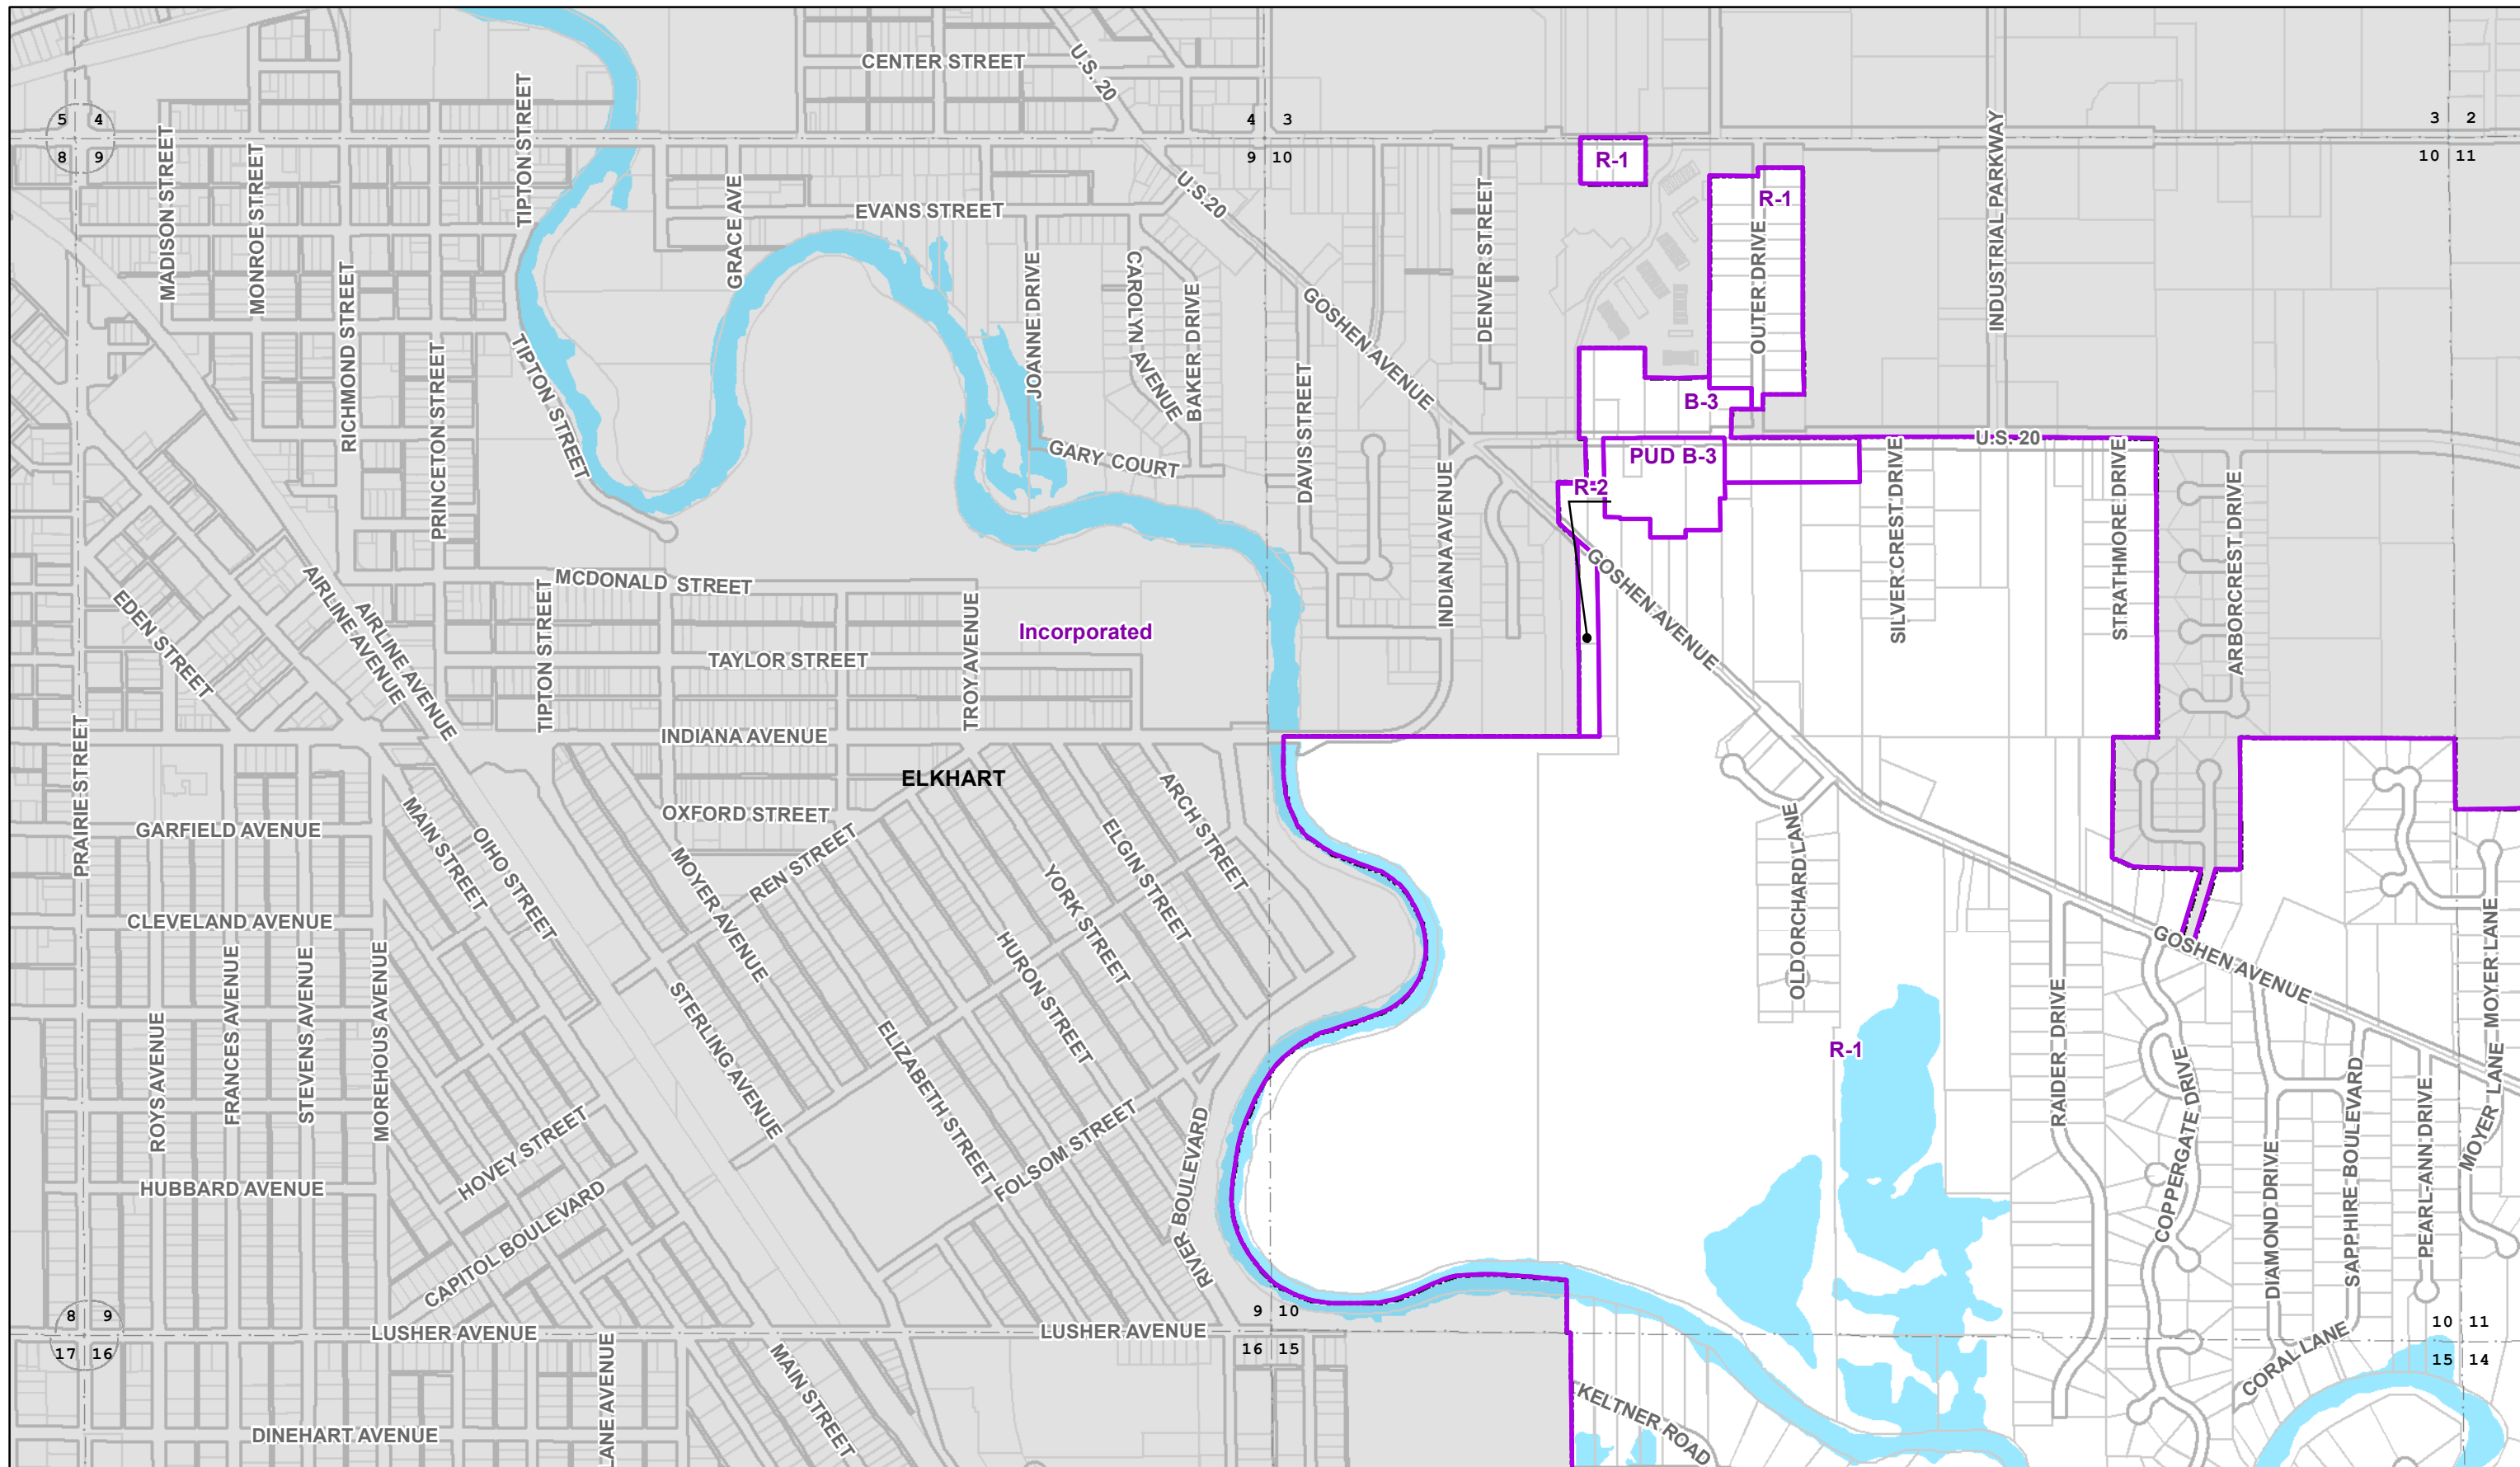 CENTER STREET
U.S. 20
5 4
8 9
4 3
9 10
3 2
10 11
MADISON STREET
MONROE STREET
TIPTON STREET
RICHMOND STREET
PRINCETON STREET
TIPTON STREET
GRACE AVE
EVANS STREET
U.S.20
JOANNE DRIVE
CAROLYN AVENUE
BAKER DRIVE
GARY COURT
DAVIS STREET
GOSHEN AVENUE
DENVER STREET
INDIANA AVENUE
R-1
R-1
OUTER DRIVE
INDUSTRIAL PARKWAY
B-3
PUD B-3
R-2
U.S. 20
SILVER CREST DRIVE
STRATHMORE DRIVE
ARBORCREST DRIVE
GOSHEN AVENUE
EDEN STREET
AIRLINE AVENUE
AIRLINE AVENUE
MCDONALD STREET
TIPTON STREET
TAYLOR STREET
TROY AVENUE
Incorporated
INDIANA AVENUE
ELKHART
OXFORD STREET
PRAIRIE STREET
GARFIELD AVENUE
MAIN STREET
OIHO STREET
MOYER AVENUE
REN STREET
ARCH STREET
ELGIN STREET
YORK STREET
HURON STREET
CLEVELAND AVENUE
ROYS AVENUE
FRANCES AVENUE
STEVENS AVENUE
MOREHOUS AVENUE
STERLING AVENUE
ELIZABETH STREET
FOLSOM STREET
RIVER BOULEVARD
RIVER
HOVEY STREET
HUBBARD AVENUE
CAPITOL BOULEVARD
OLD ORCHARD LANE
R-1
RAIDER DRIVE
COPPERGATE DRIVE
GOSHEN AVENUE
DIAMOND DRIVE
SAPPHIRE BOULEVARD
PEARL-ANN DRIVE
MOYER LANE
MOYER LANE
MOYER LANE
8 9
17 16
LUSHER AVENUE
LUSHER AVENUE
9 10
16 15
10 11
15 14
CORAL LANE
KELTNER ROAD
LANE AVENUE
MAIN STREET
DINEHART AVENUE